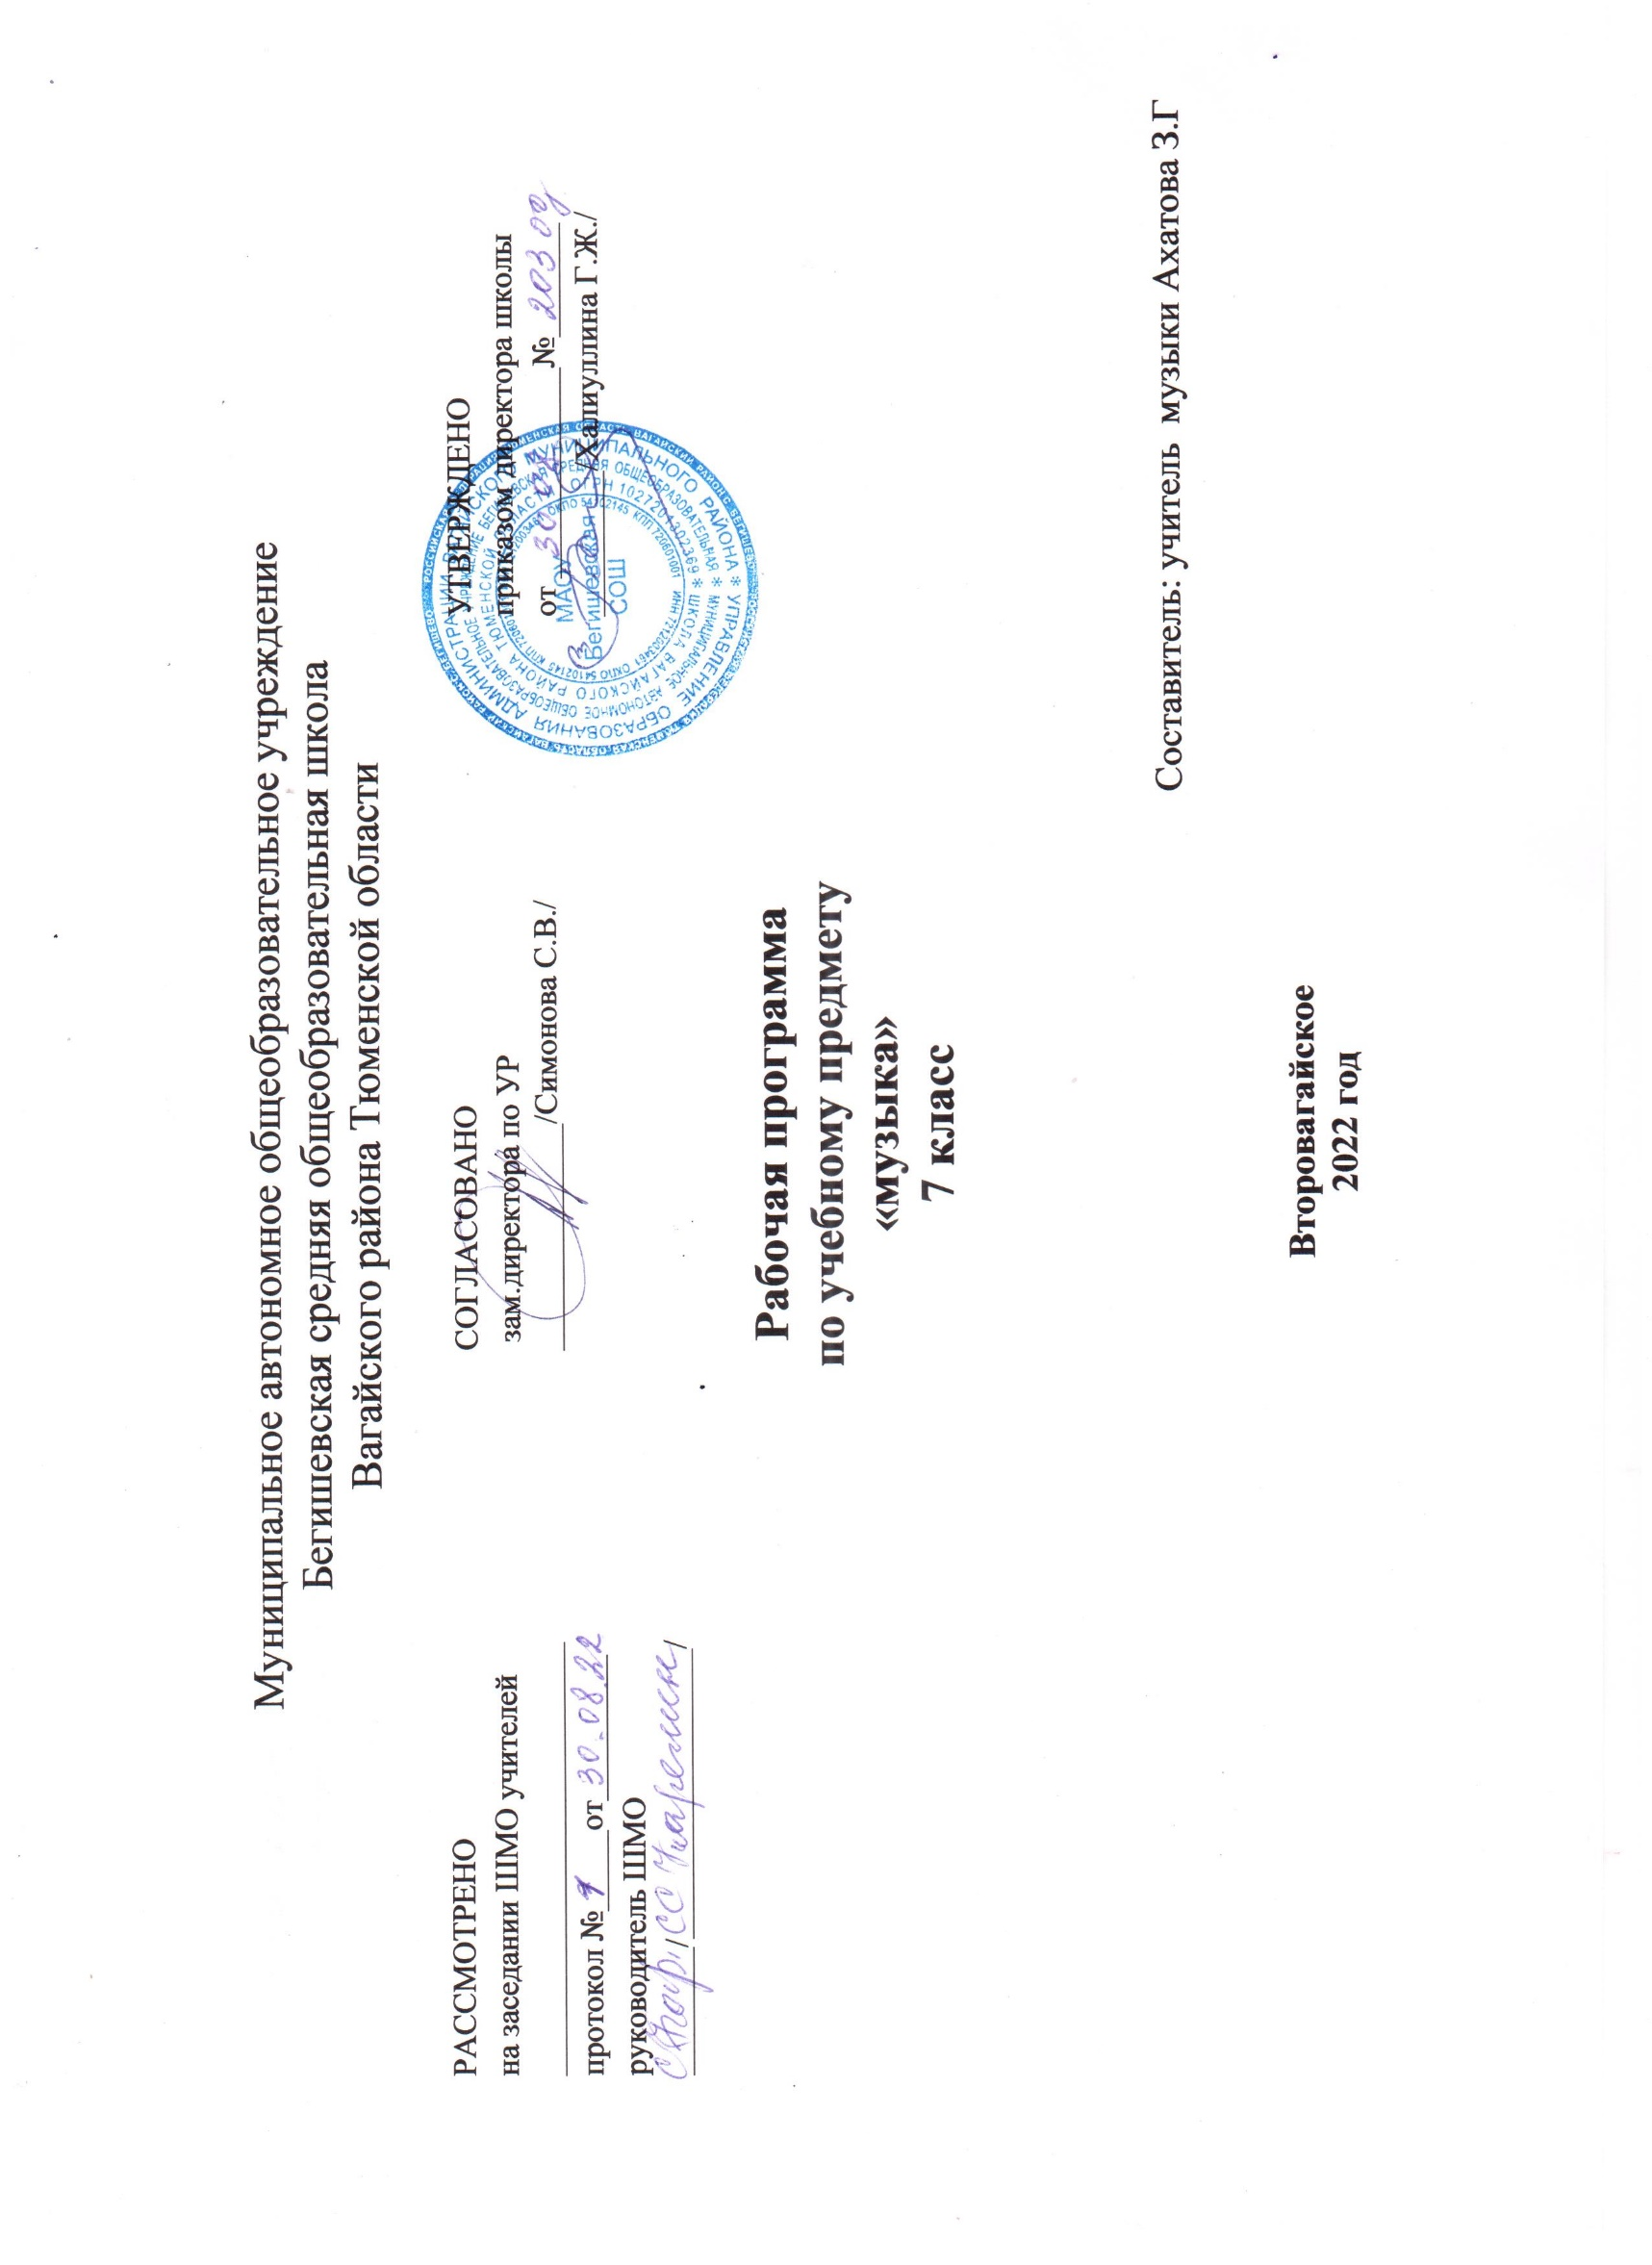 Муниципальное автономное общеобразовательное учреждение
Бегишевская средняя общеобразовательная школа
Вагайского района Тюменской области
РАССМОТРЕНО
на заседании ШМО учителей
протокол № 1 от 30.08.22
руководитель ШМО
СОГЛАСОВАНО
зам.директора по УР
/Симонова С.В./
УТВЕРЖДЕНО
приказом директора школы
от 30.08 № 203 од
/Халиуллина Г.Ж./
МАОУ
Бегишевская
СОШ
Рабочая программа
по учебному предмету
«музыка»
7 класс
Составитель: учитель музыки Ахатова З.Г
Второвагайское
2022 год